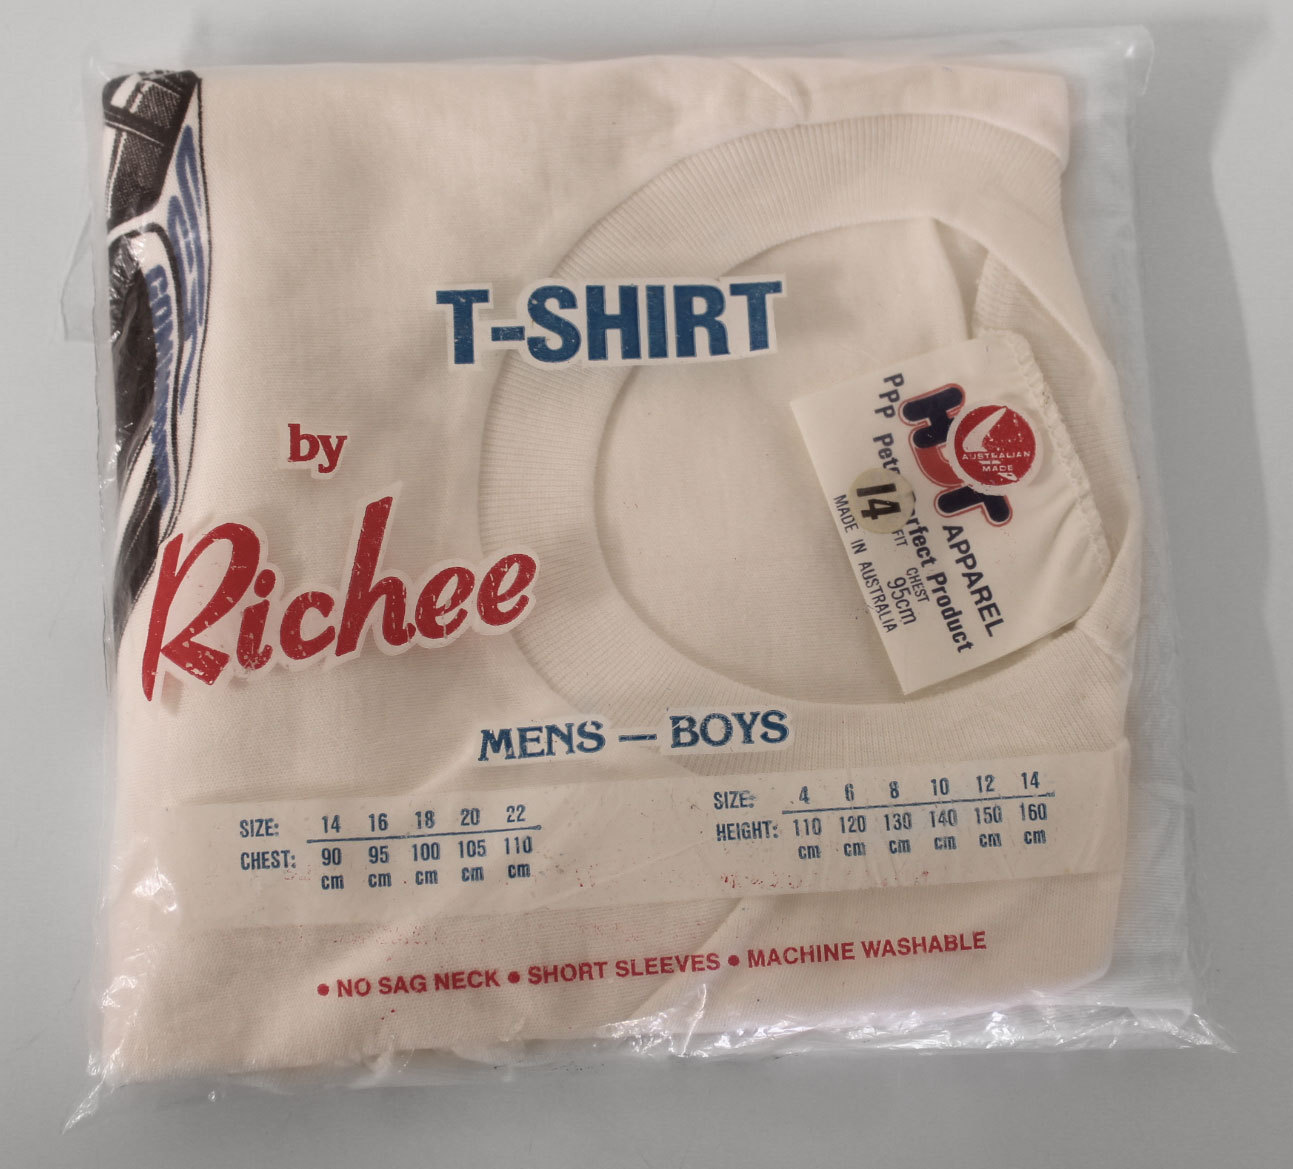 T-SHIRT
by
Richee
MENS — BOYS
SIZE: 14 16 18 20 22
CHEST: 90 95 100 105 110
cm cm cm cm cm
SIZE: 4 6 8 10 12 14
HEIGHT: 110 120 130 140 150 160
cm cm cm cm cm cm
• NO SAG NECK • SHORT SLEEVES • MACHINE WASHABLE
AUSTRALIAN
MADE
APPAREL
PPP Product
14
FIT CHEST
95cm
MADE IN AUSTRALIA